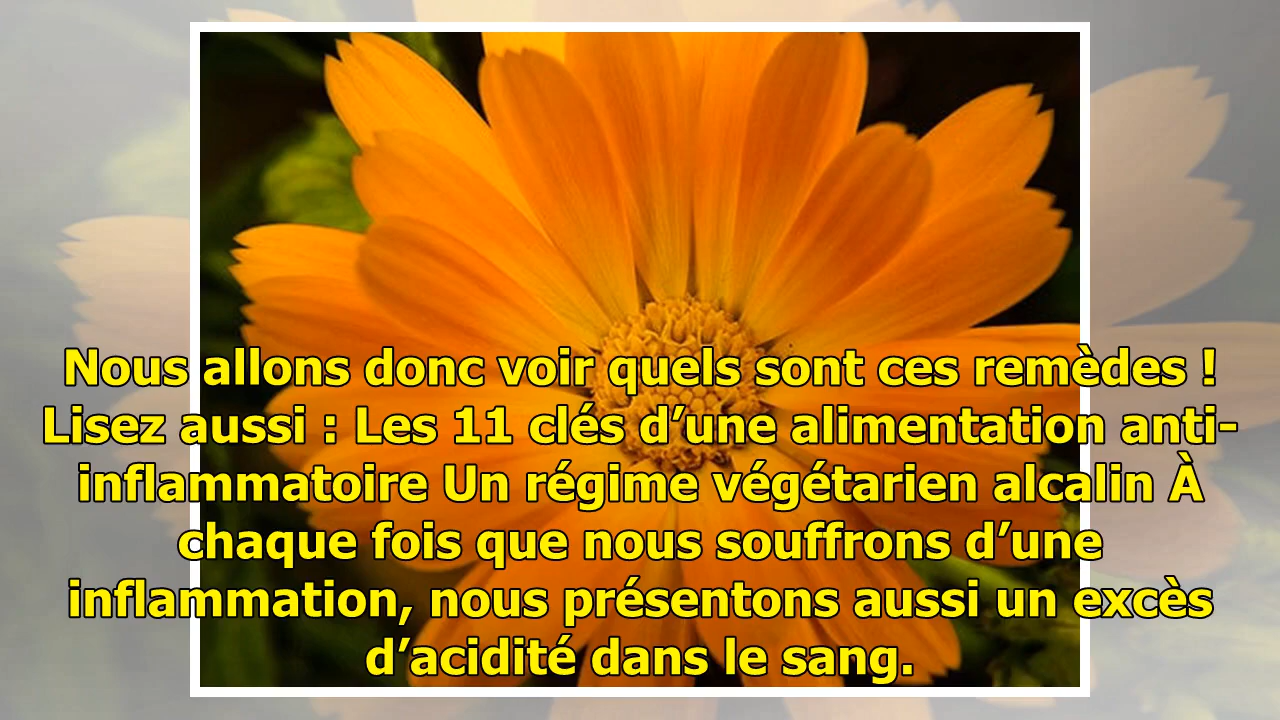 Nous allons donc voir quels sont ces remèdes !
Lisez aussi : Les 11 clés d’une alimentation anti-
inflammatoire Un régime végétarien alcalin À
chaque fois que nous souffrons d’une
inflammation, nous présentons aussi un excès
d’acidité dans le sang.